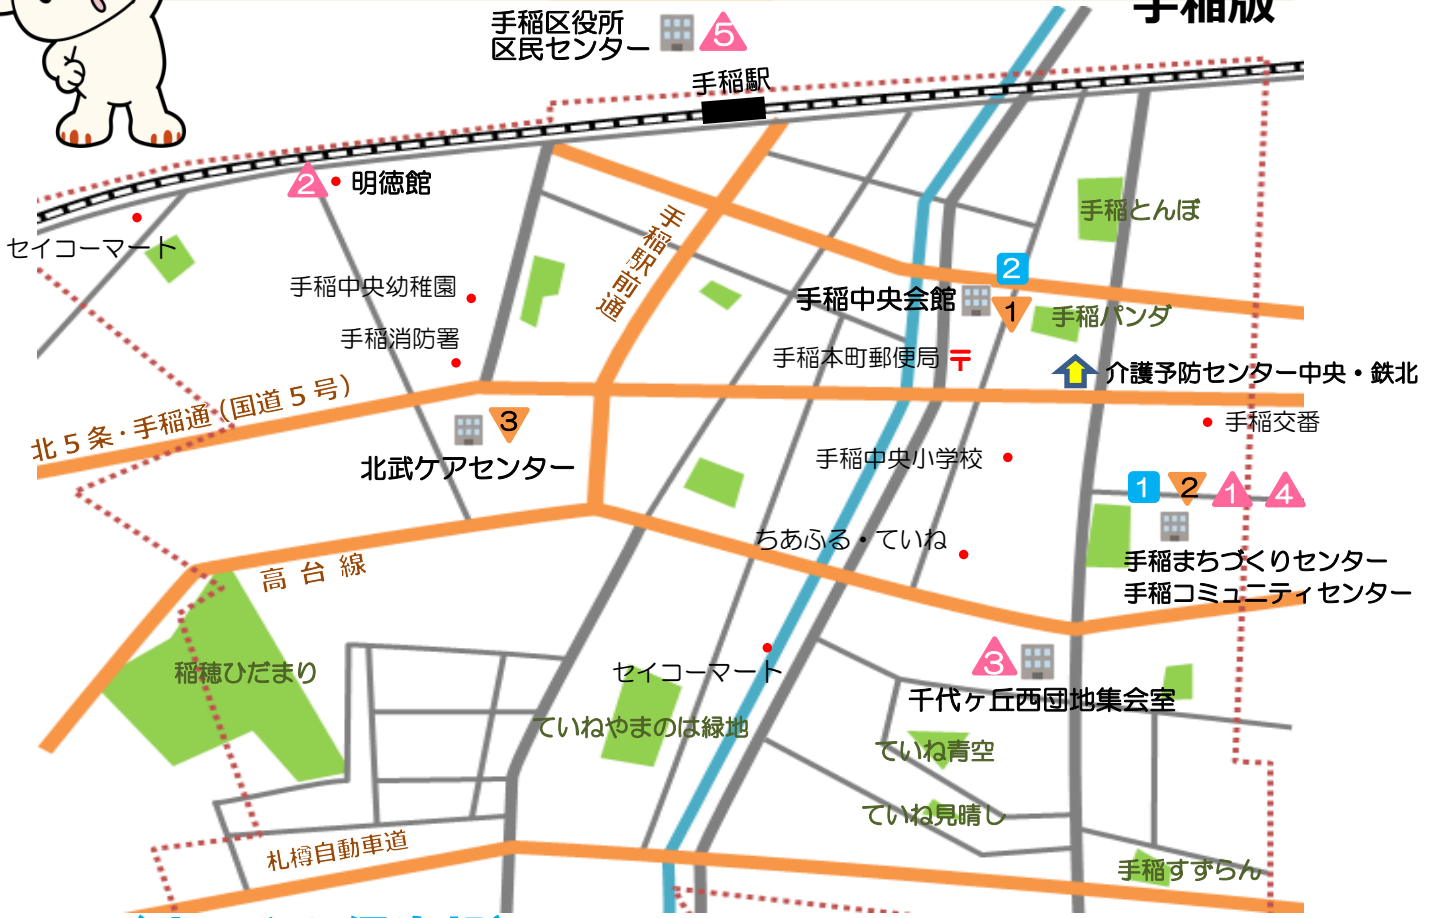 手稲版
手稲区役所
区民センター
5
手稲駅
2
明徳館
手稲とんぼ
セイコーマート
手稲駅前通
2
手稲中央幼稚園
手稲中央会館
1
手稲パンダ
手稲消防署
手稲本町郵便局
介護予防センター中央・鉄北
北5条・手稲通(国道5号)
3
手稲交番
北武ケアセンター
手稲中央小学校
1
2
1
4
ちあふる・ていね
手稲まちづくりセンター
手稲コミュニティセンター
高台線
稲穂ひだまり
セイコーマート
3
千代ヶ丘西団地集会室
ていねやまのは緑地
ていね青空
ていね見晴し
札樽自動車道
手稲すずらん